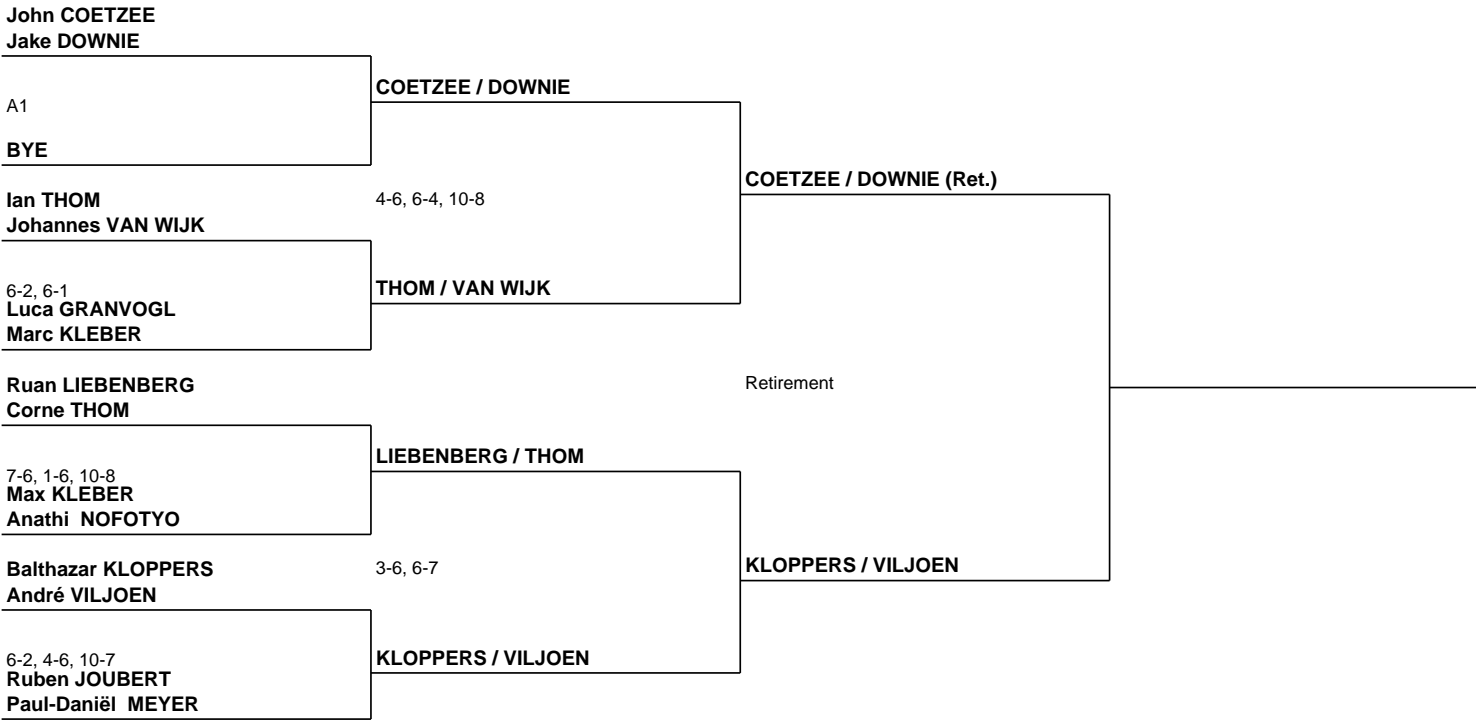 John COETZEE
Jake DOWNIE
COETZEE / DOWNIE
A1
BYE
COETZEE / DOWNIE (Ret.)
Ian THOM
4-6, 6-4, 10-8
Johannes VAN WIJK
THOM / VAN WIJK
6-2, 6-1
Luca GRANVOGL
Marc KLEBER
Ruan LIEBENBERG
Retirement
Corne THOM
LIEBENBERG / THOM
7-6, 1-6, 10-8
Max KLEBER
Anathi  NOFOTYO
Balthazar KLOPPERS
3-6, 6-7
KLOPPERS / VILJOEN
André VILJOEN
KLOPPERS / VILJOEN
6-2, 4-6, 10-7
Ruben JOUBERT
Paul-Daniël  MEYER